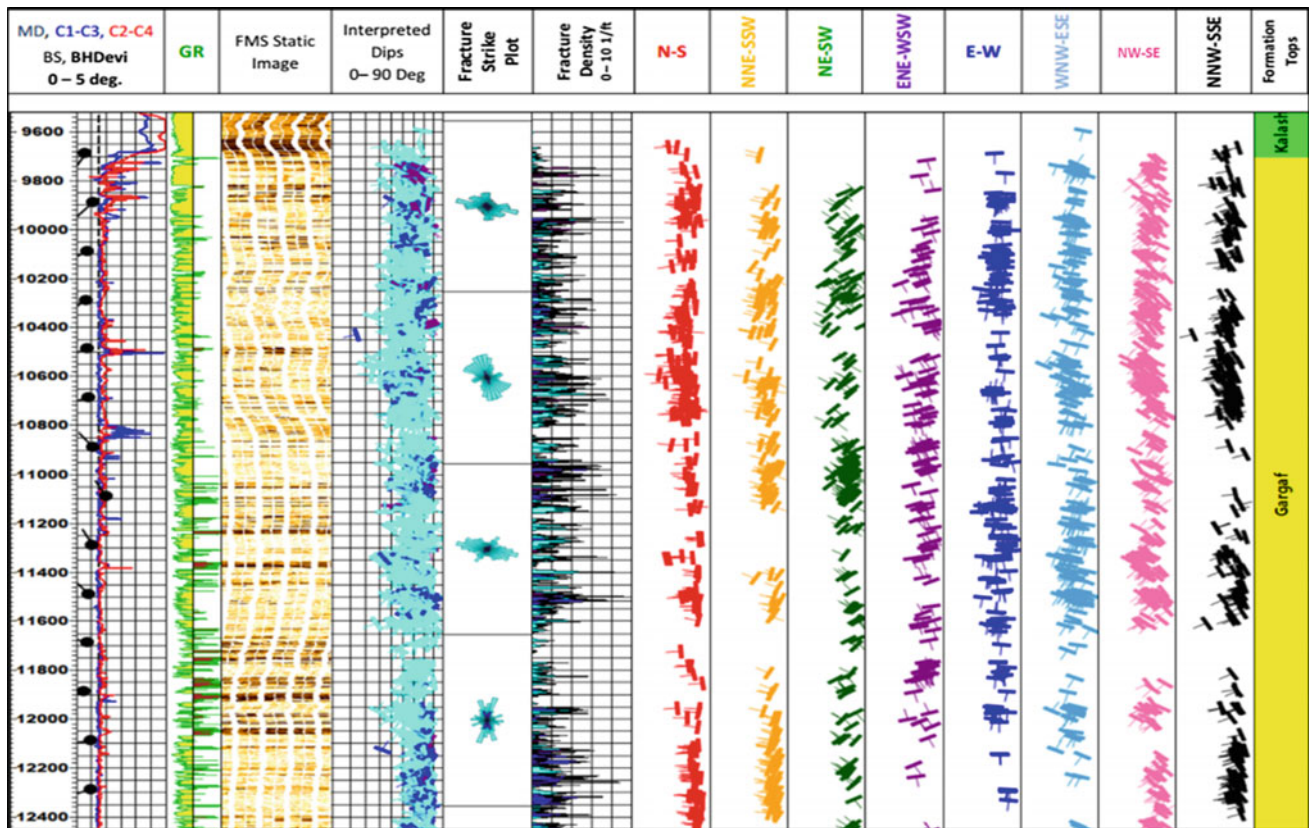 MD, C1-C3, C2-C4
BS, BHDevi
0 – 5 deg.
GR
FMS Static
Image
Interpreted
Dips
0– 90 Deg
Fracture
Strike
Plot
Fracture
Density
0– 10 1/ft
N-S
NNE-SSW
NE-SW
ENE-WSW
E-W
WNW-ESE
NW-SE
NNW-SSE
Formation
Tops
9600
9800
10000
10200
10400
10600
10800
11000
11200
11400
11600
11800
12000
12200
12400
Kalash
Gargaf